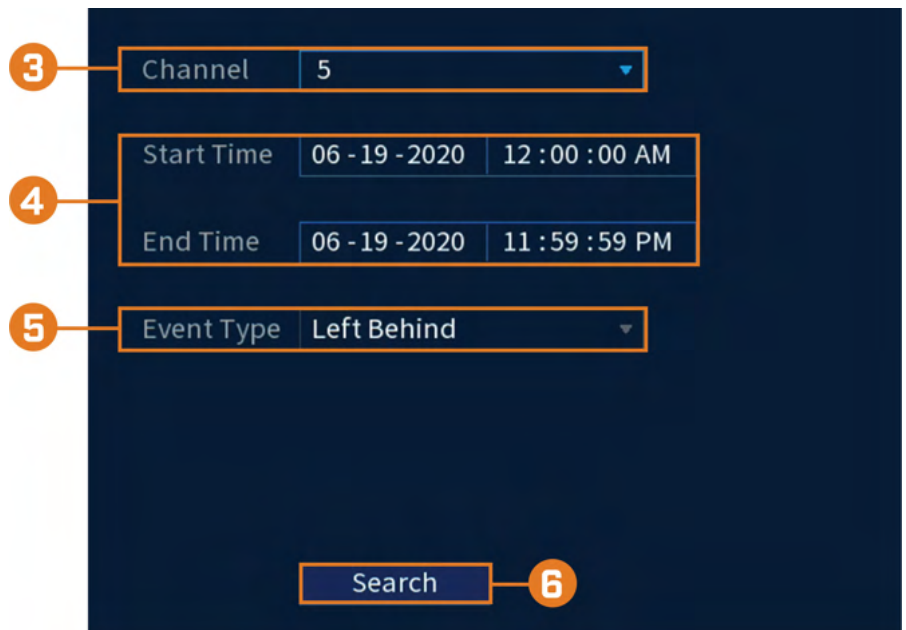 3 Channel 5
Start Time 06 - 19 - 2020 12 : 00 : 00 AM
4
End Time 06 - 19 - 2020 11 : 59 : 59 PM
5 Event Type Left Behind
Search 6